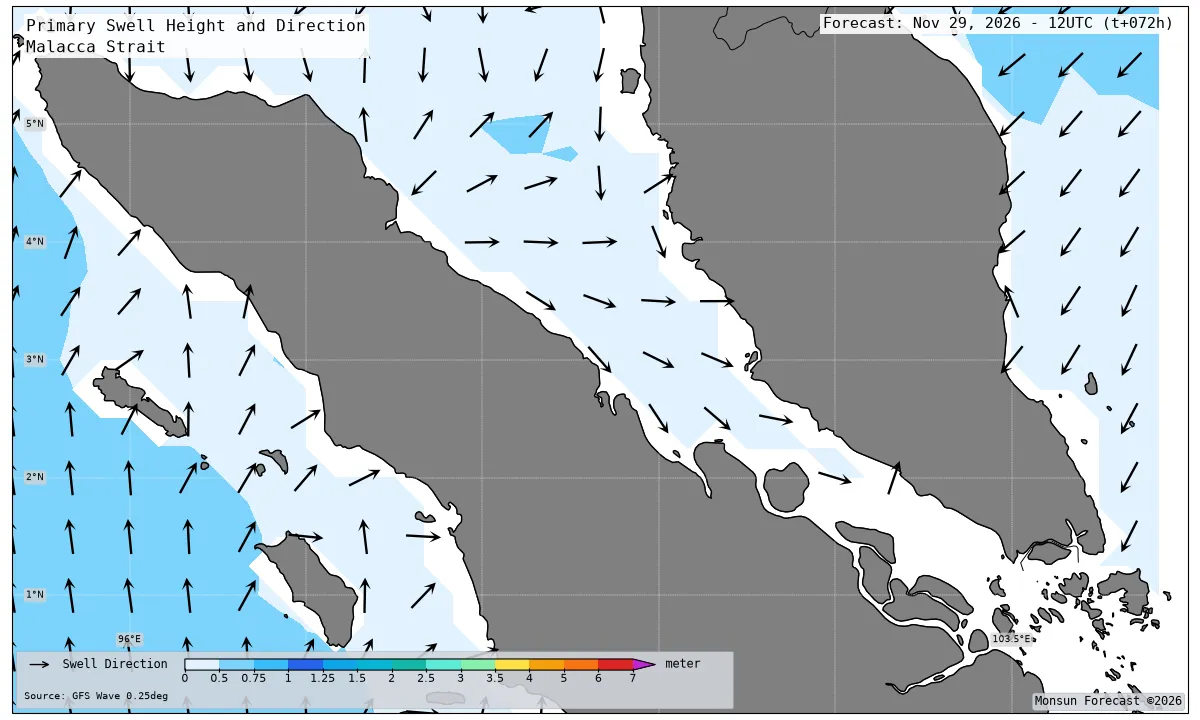 Primary Swell Height and Direction
Malacca Strait
Forecast: Nov 29, 2026 - 12UTC (t+072h)
5°N
4°N
3°N
2°N
1°N
96°E
103.5°E
Swell Direction
0 0.5 0.75 1 1.25 1.5 2 2.5 3 3.5 4 5 6 7
meter
Source: GFS Wave 0.25deg
Monsun Forecast ©2026